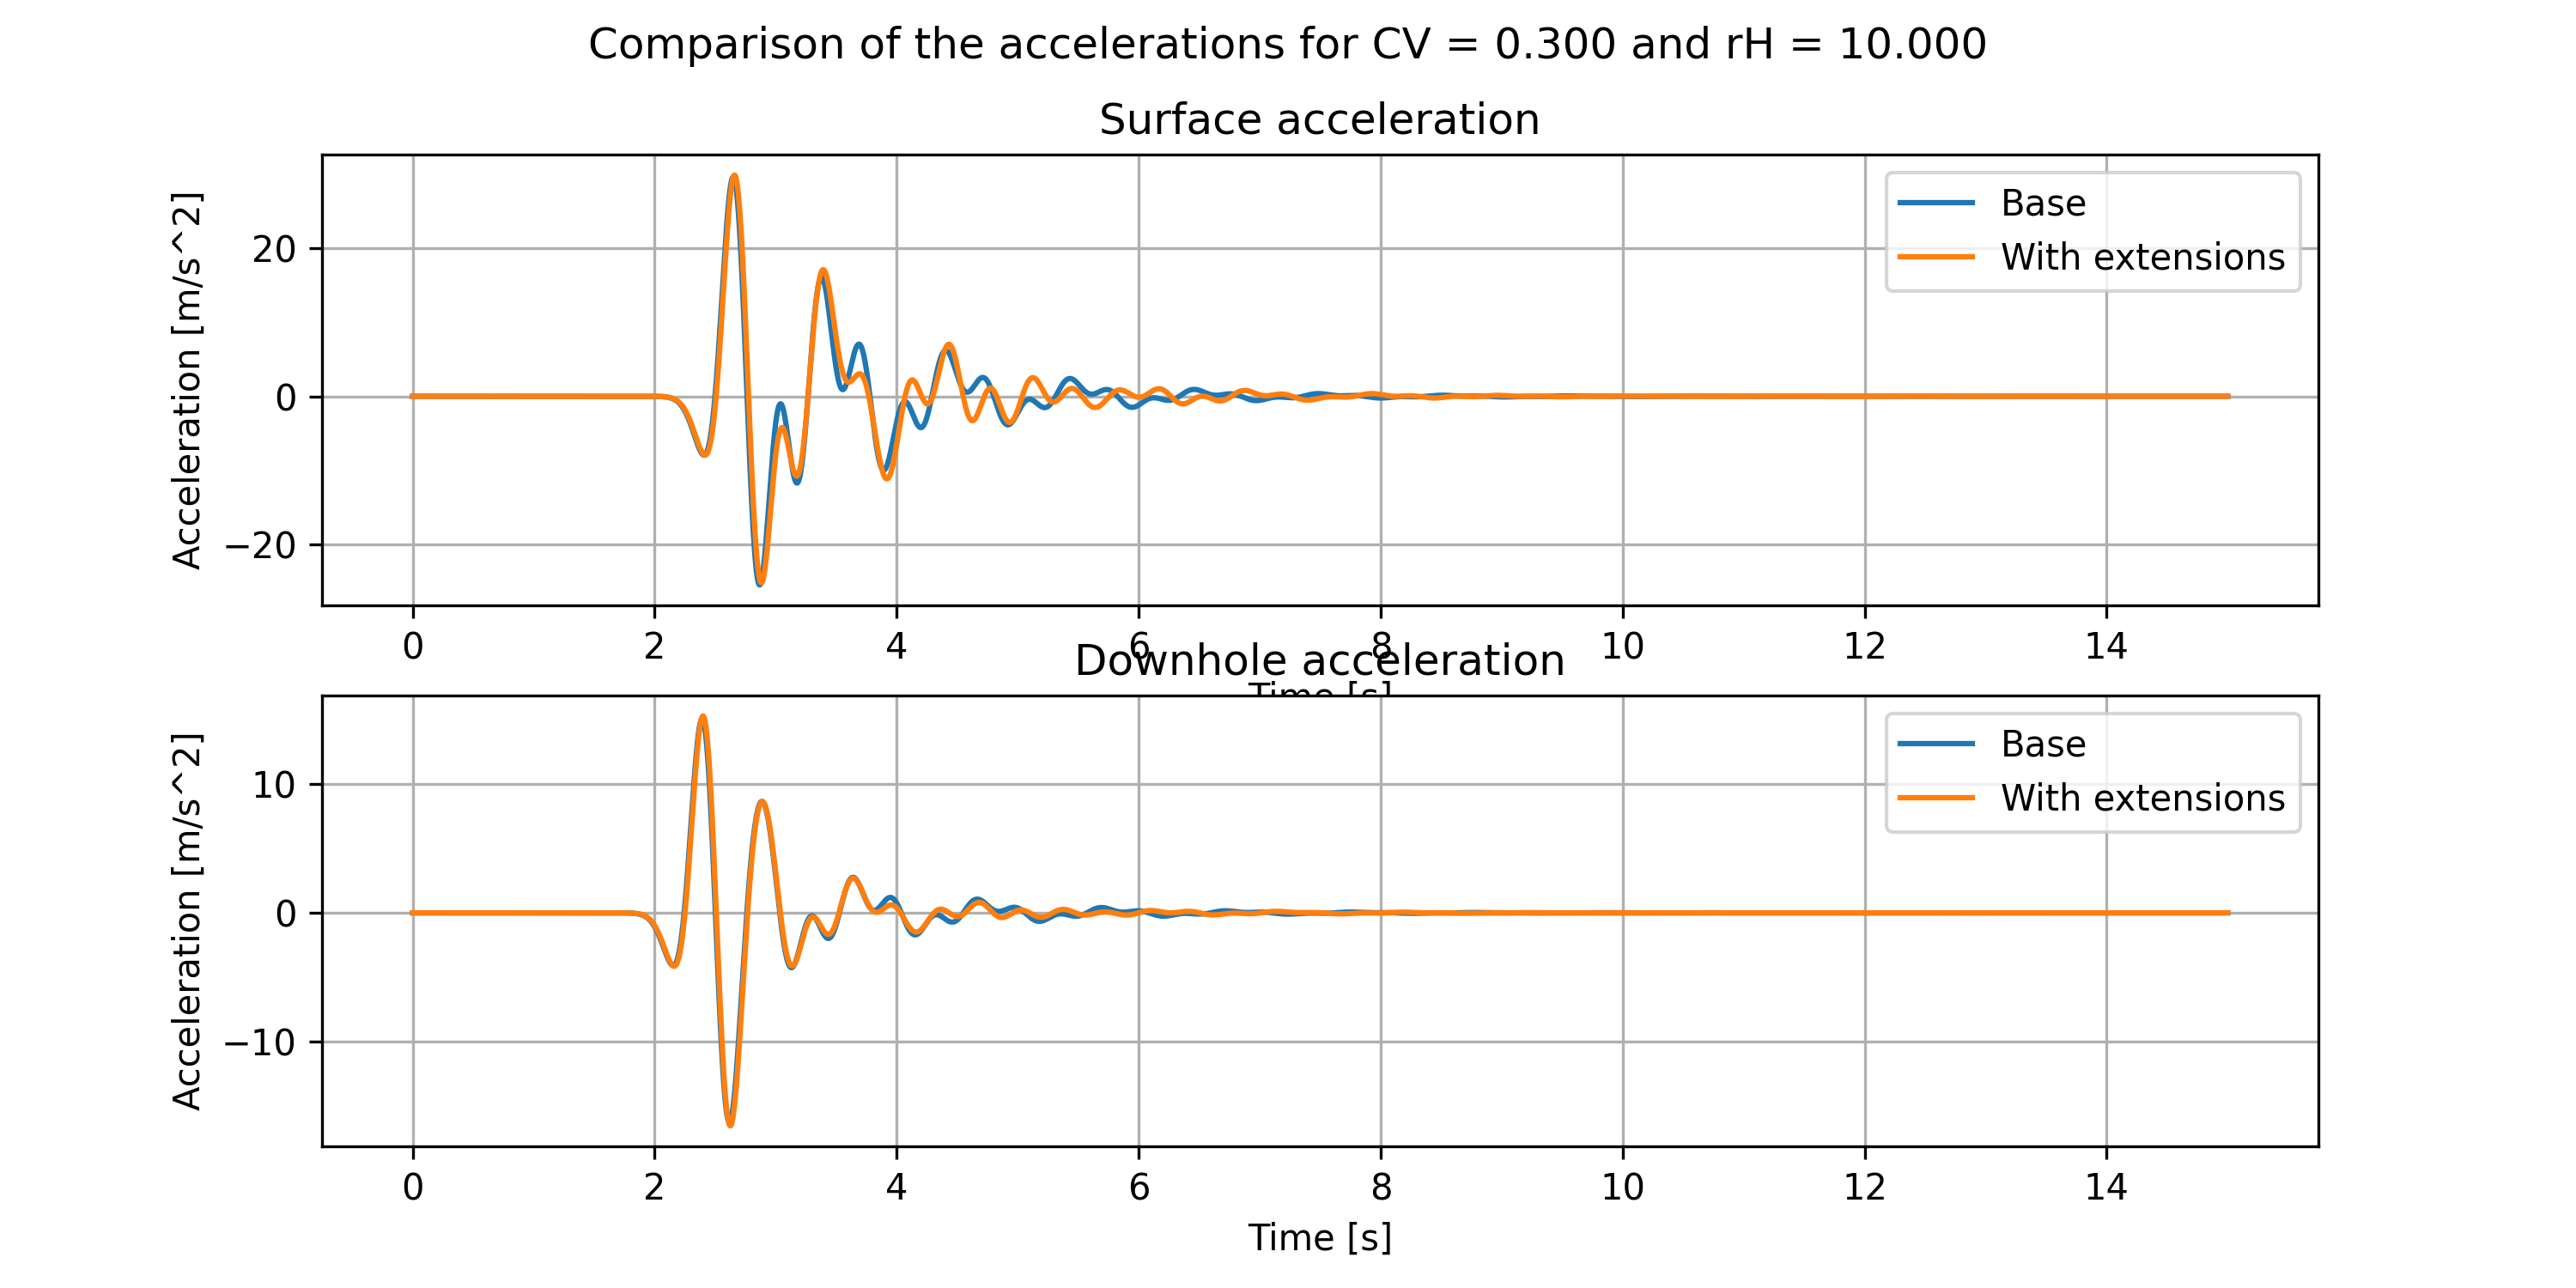 Comparison of the accelerations for CV = 0.300 and rH = 10.000
Surface acceleration
Acceleration [m/s^2]
20
0
−20
Base
With extensions
0 2 4 6 8 10 12 14
Time [s]
Downhole acceleration
Acceleration [m/s^2]
10
0
−10
Base
With extensions
0 2 4 6 8 10 12 14
Time [s]